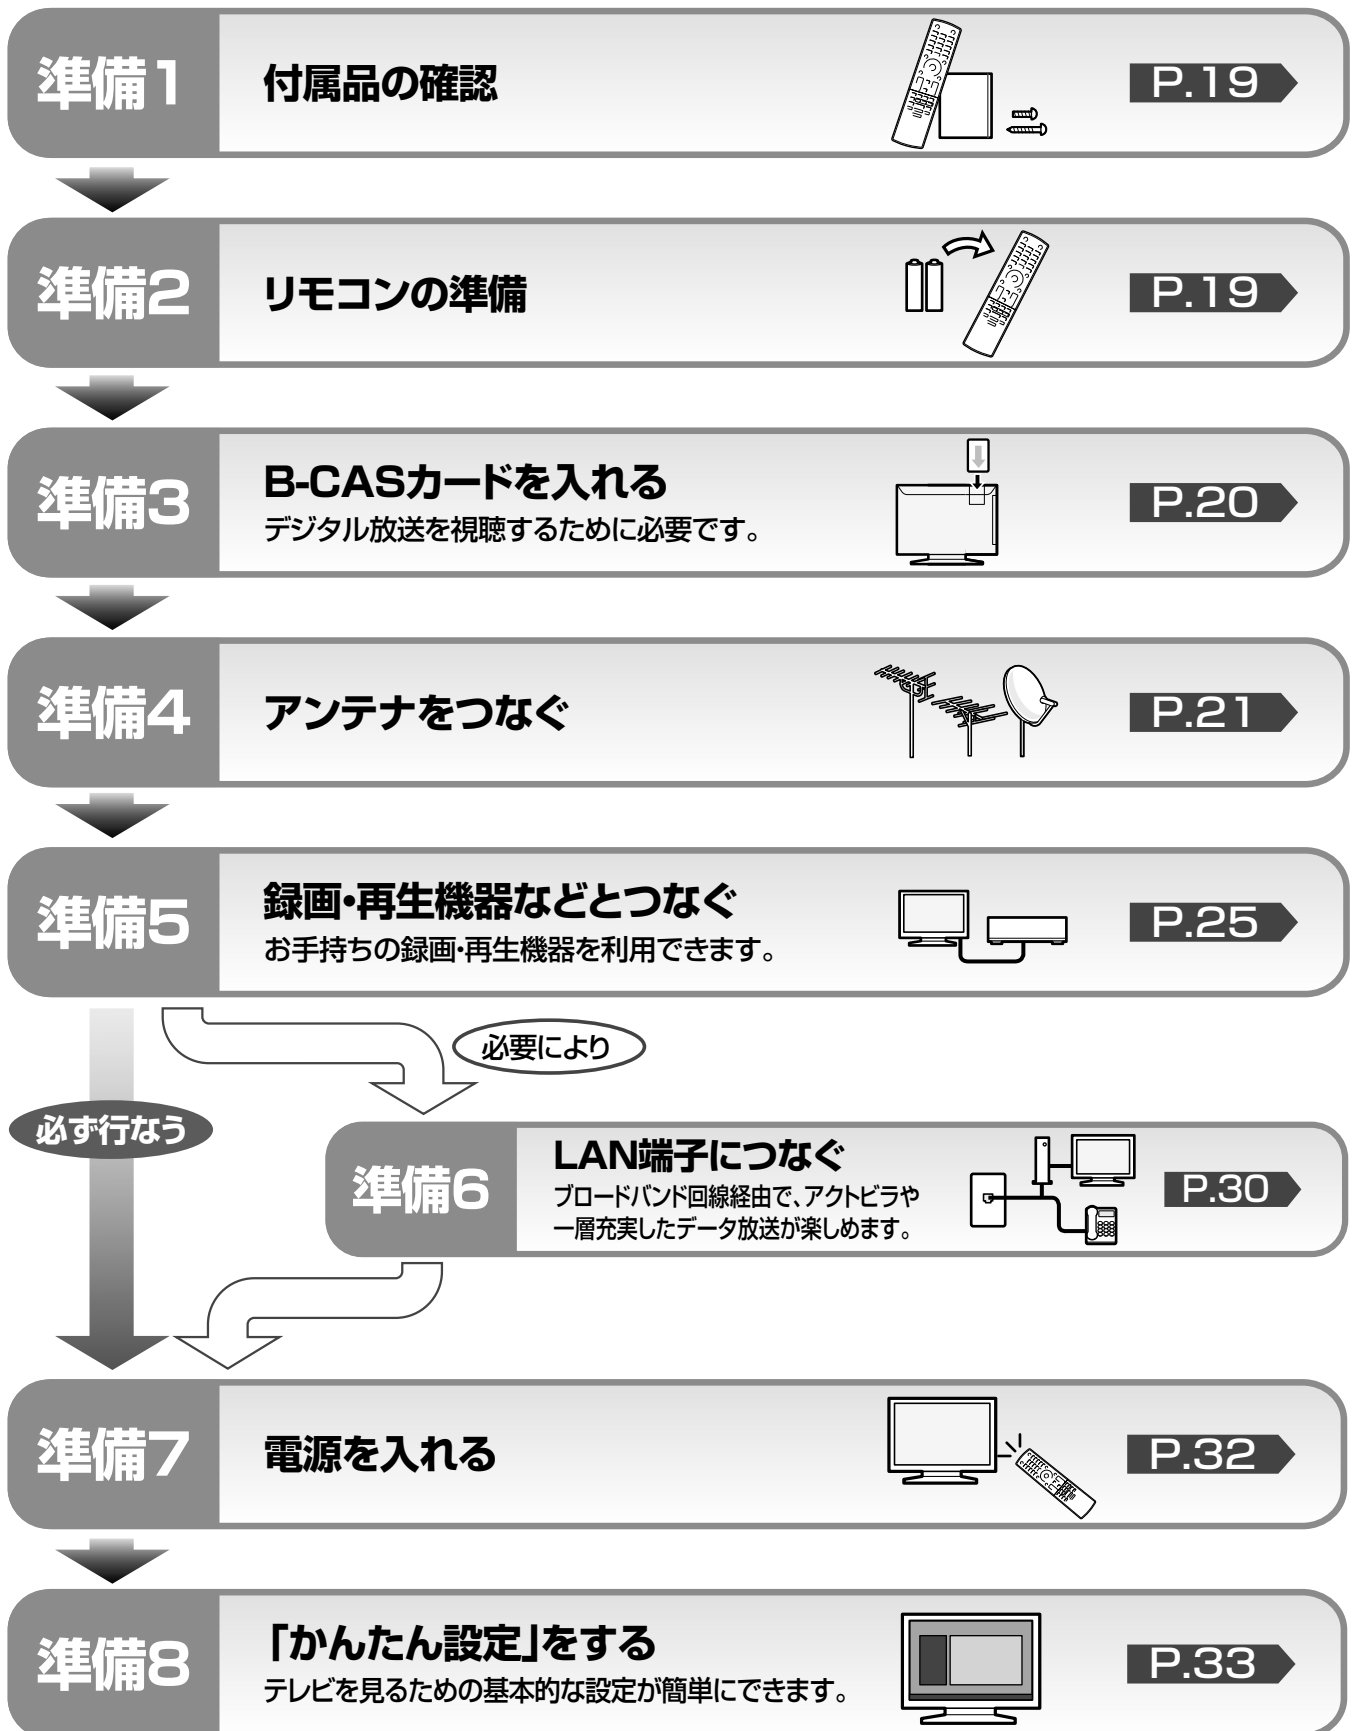 準備1
付属品の確認
P.19
準備2
リモコンの準備
P.19
準備3
B-CASカードを入れる
デジタル放送を視聴するために必要です。
P.20
準備4
アンテナをつなぐ
P.21
準備5
録画・再生機器などとつなぐ
お手持ちの録画・再生機器を利用できます。
P.25
必要により
必ず行なう
準備6
LAN端子につなぐ
ブロードバンド回線経由で、アクトビラや
一層充実したデータ放送が楽しめます。
P.30
準備7
電源を入れる
P.32
準備8
「かんたん設定」をする
テレビを見るための基本的な設定が簡単にできます。
P.33